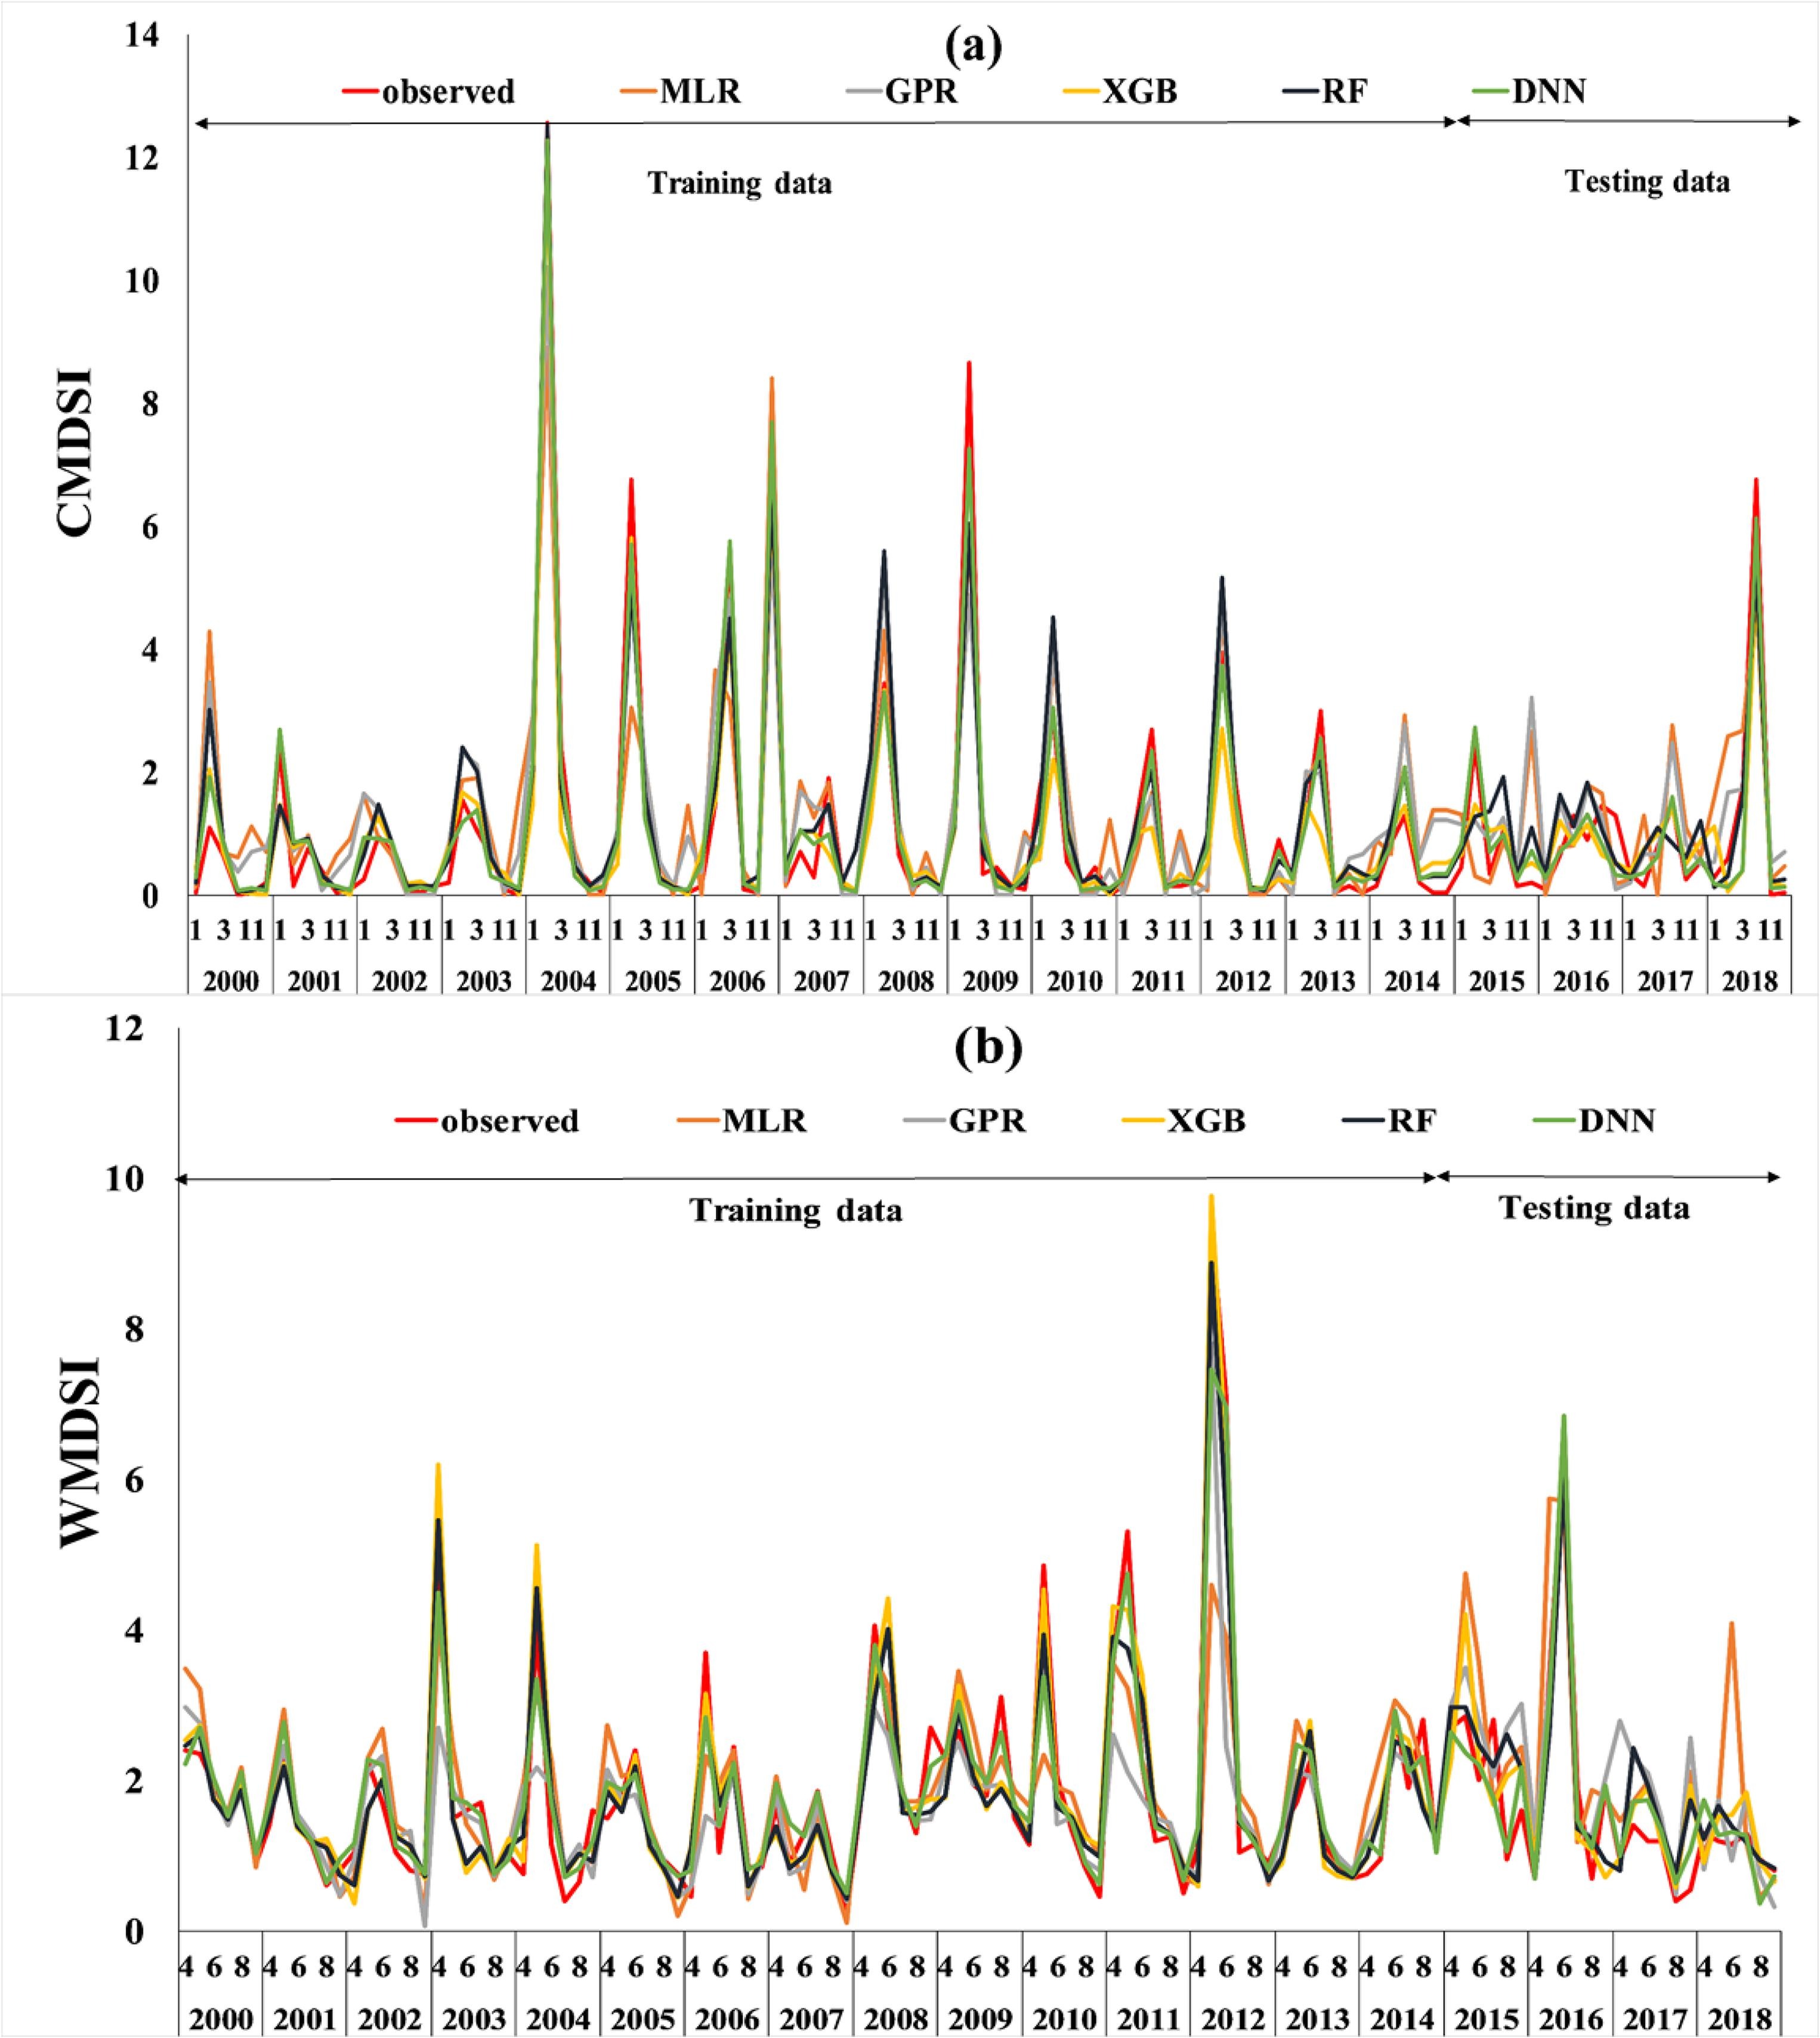 (a)
observed MLR GPR XGB RF DNN
Training data Testing data
CMDSI
14
12
10
8
6
4
2
0
1 3 11 1 3 11 1 3 11 1 3 11 1 3 11 1 3 11 1 3 11 1 3 11 1 3 11 1 3 11 1 3 11 1 3 11 1 3 11 1 3 11 1 3 11 1 3 11 1 3 11 1 3 11 1 3 11
2000 2001 2002 2003 2004 2005 2006 2007 2008 2009 2010 2011 2012 2013 2014 2015 2016 2017 2018
(b)
observed MLR GPR XGB RF DNN
Training data Testing data
WMDSI
12
10
8
6
4
2
0
4 6 8 4 6 8 4 6 8 4 6 8 4 6 8 4 6 8 4 6 8 4 6 8 4 6 8 4 6 8 4 6 8 4 6 8 4 6 8 4 6 8 4 6 8 4 6 8 4 6 8 4 6 8 4 6 8
2000 2001 2002 2003 2004 2005 2006 2007 2008 2009 2010 2011 2012 2013 2014 2015 2016 2017 2018